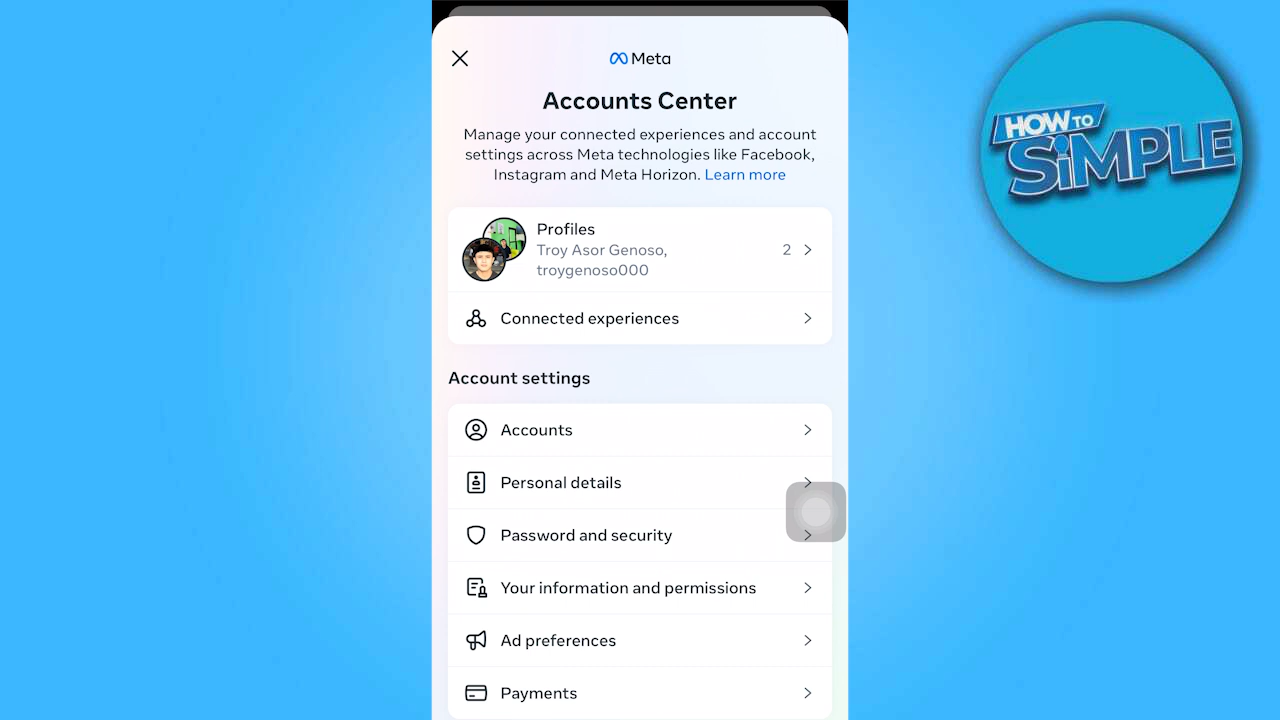 Meta
Accounts Center
Manage your connected experiences and account
settings across Meta technologies like Facebook,
Instagram and Meta Horizon. Learn more
Profiles
Troy Asor Genoso,
troygenoso000
2
Connected experiences
Account settings
Accounts
Personal details
Password and security
Your information and permissions
Ad preferences
Payments
HOW TO
SiMPLE